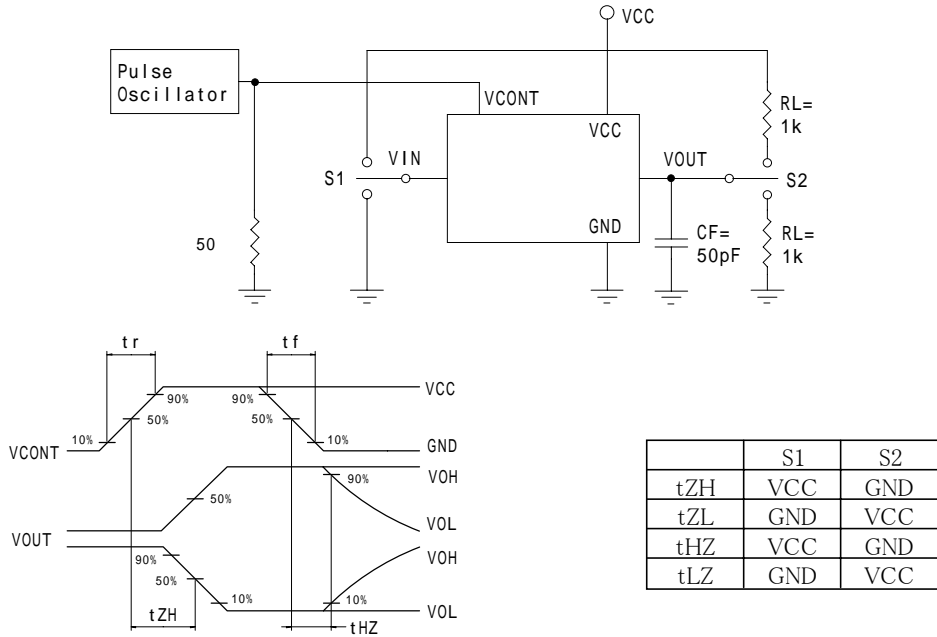 VCC
Pulse
Oscillator
VCONT
RL=
1k
VCC
VIN
VOUT
S1
S2
GND
50
CF=
50pF
RL=
1k
tr
tf
VCC
90%
90%
50%
50%
10%
10%
VCONT
GND
VOH
90%
50%
VOL
VOUT
VOH
90%
50%
10%
10%
VOL
tZH
tHZ
S1 S2
tZH VCC GND
tZL GND VCC
tHZ VCC GND
tLZ GND VCC